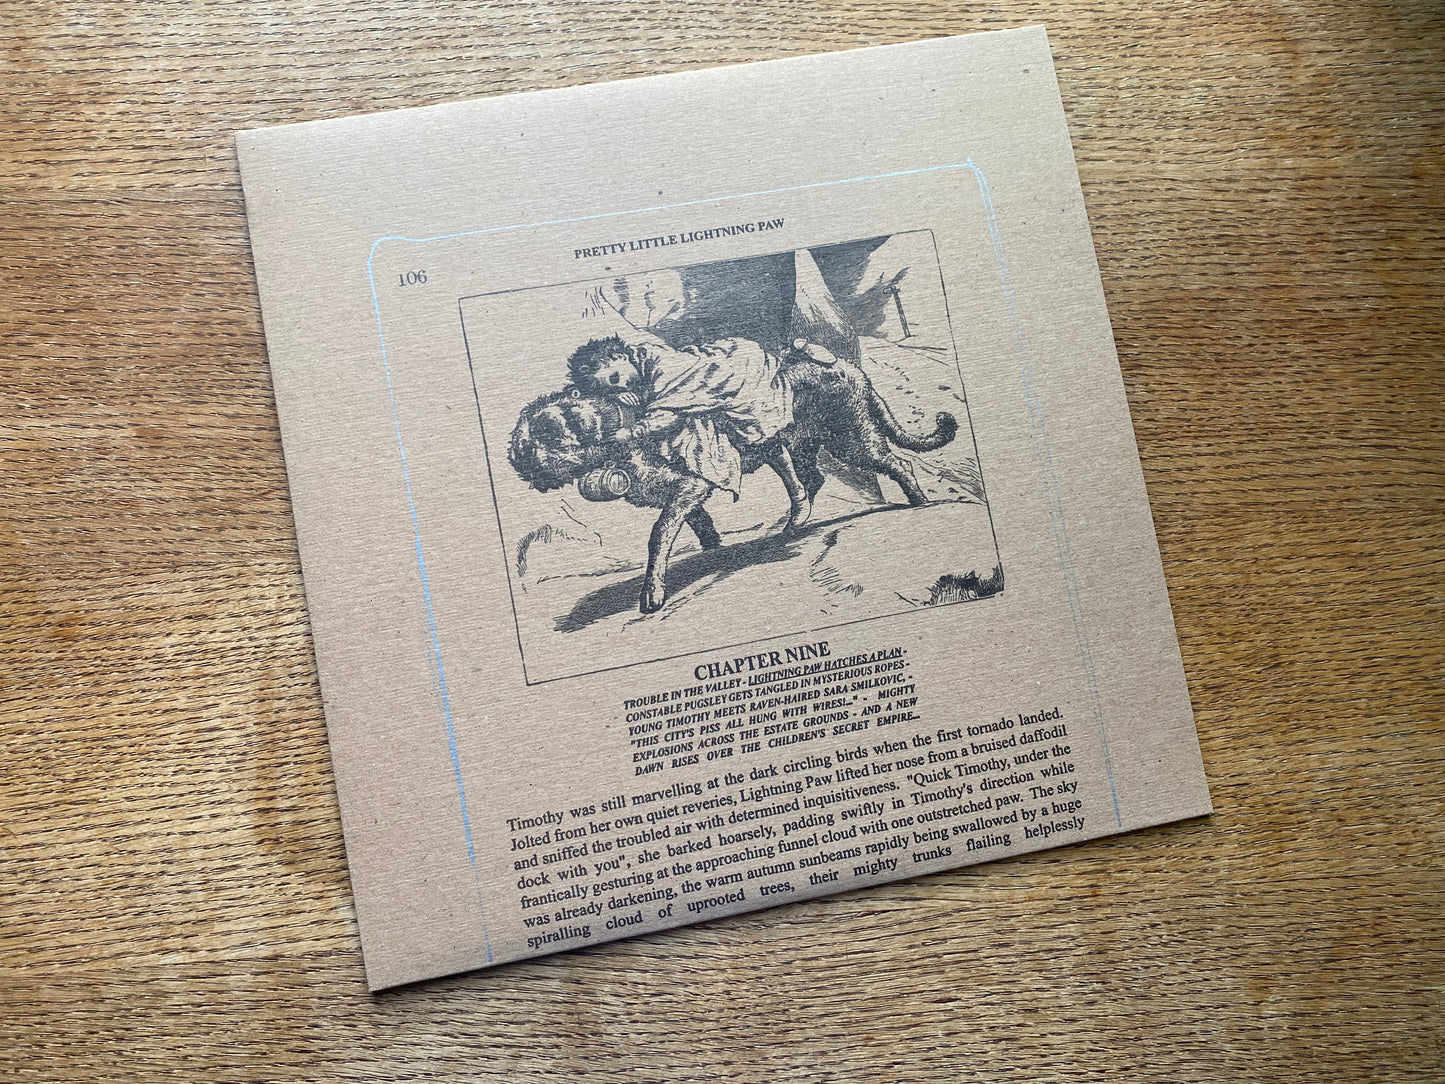 PRETTY LITTLE LIGHTNING PAW
106
CHAPTER NINE
TROUBLE IN THE VALLEY - LIGHTNING PAW HATCHES A PLAN -
CONSTABLE PUGSLEY GETS TANGLED IN MYSTERIOUS ROPES -
YOUNG TIMOTHY MEETS RAVEN-HAIRED SARA SMILKOVIC, -
"THIS CITY'S PISS ALL HUNG WITH WIRES!..." - MIGHTY
EXPLOSIONS ACROSS THE ESTATE GROUNDS - AND A NEW
DAWN RISES OVER THE CHILDREN'S SECRET EMPIRE...
Timothy was still marvelling at the dark circling birds when the first tornado landed.
Jolted from her own quiet reveries, Lightning Paw lifted her nose from a bruised daffodil
and sniffed the troubled air with determined inquisitiveness. "Quick Timothy, under the
dock with you", she barked hoarsely, padding swiftly in Timothy's direction while
frantically gesturing at the approaching funnel cloud with one outstretched paw. The sky
was already darkening, the warm autumn sunbeams rapidly being swallowed by a huge
spiralling cloud of uprooted trees, their mighty trunks flailing helplessly